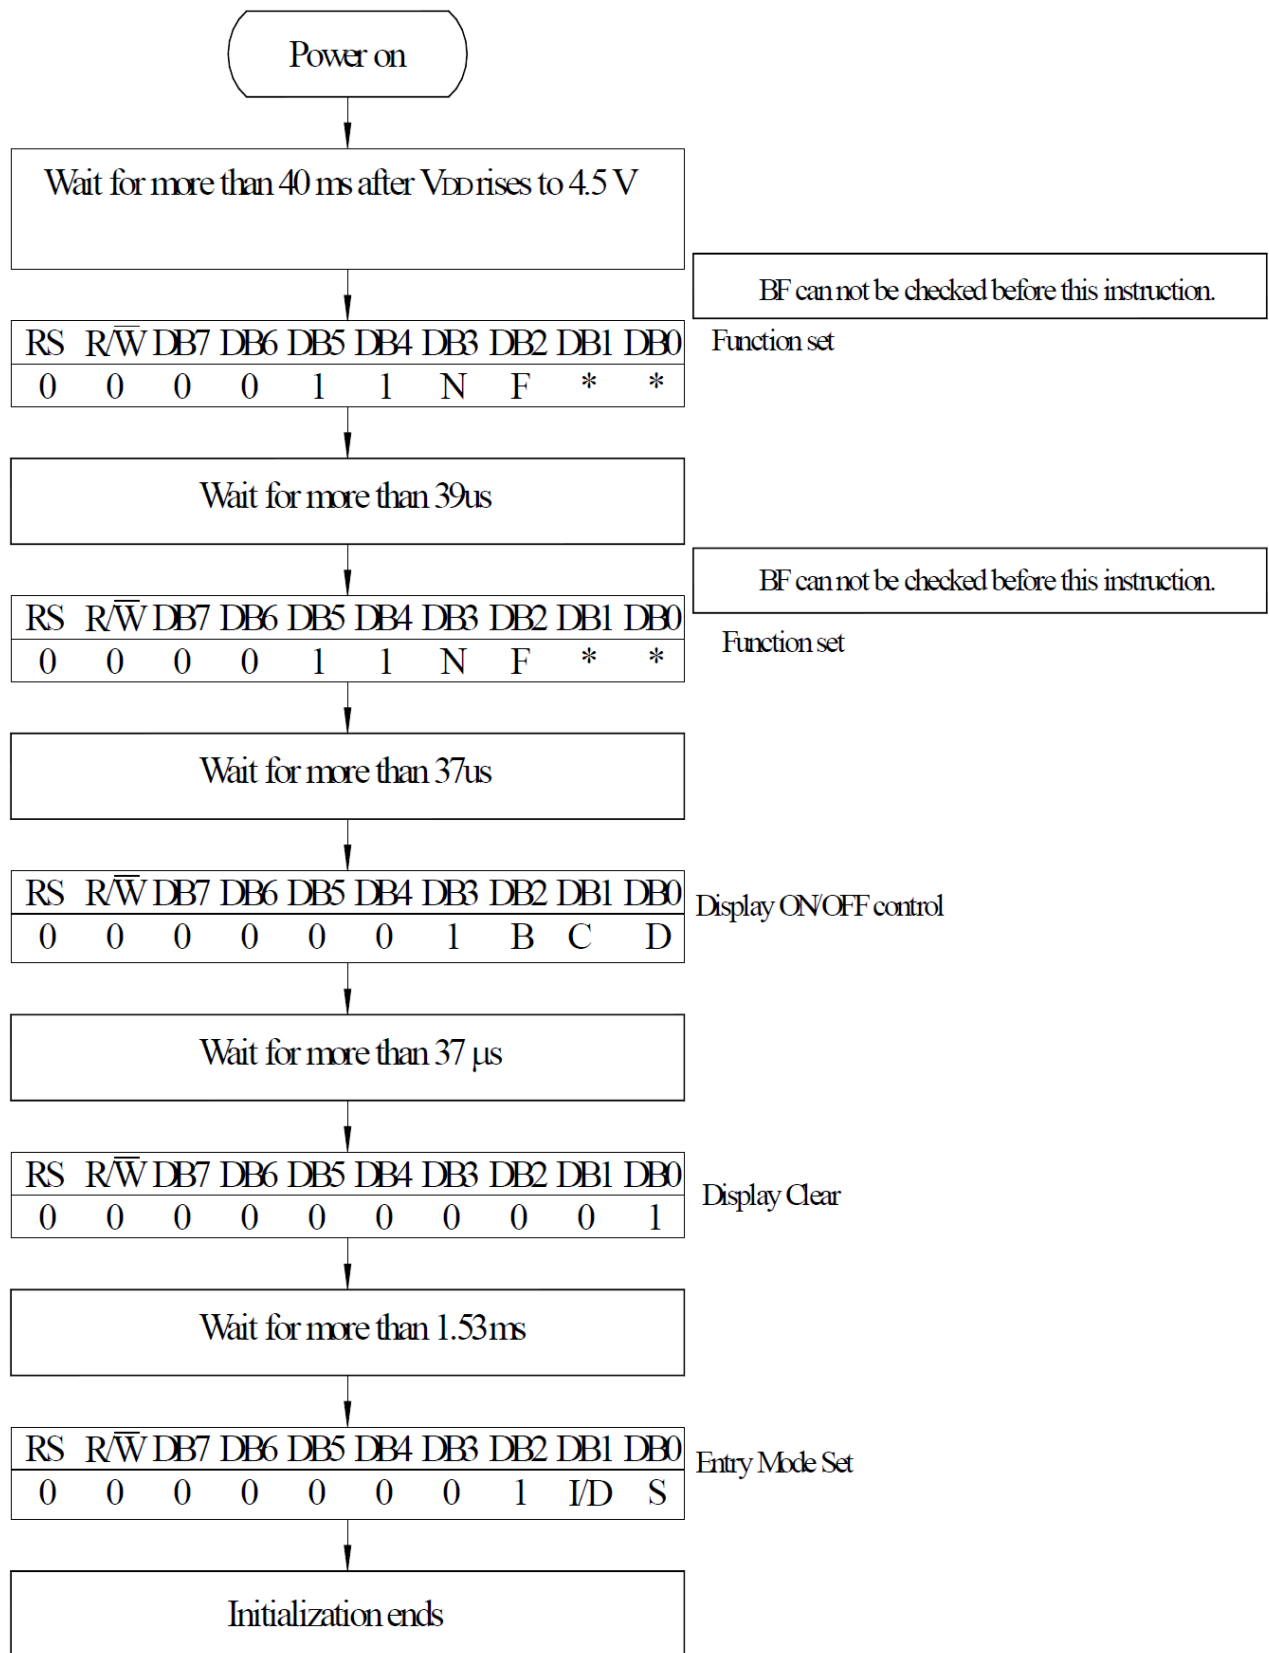 Power on
Wait for more than 40 ms after VDD rises to 4.5 V
BF can not be checked before this instruction.
RS R/W̅ DB7 DB6 DB5 DB4 DB3 DB2 DB1 DB0
Function set
0 0 0 0 1 1 N F * *
Wait for more than 39us
BF can not be checked before this instruction.
RS R/W̅ DB7 DB6 DB5 DB4 DB3 DB2 DB1 DB0
Function set
0 0 0 0 1 1 N F * *
Wait for more than 37us
RS R/W̅ DB7 DB6 DB5 DB4 DB3 DB2 DB1 DB0
Display ON/OFF control
0 0 0 0 0 0 1 B C D
Wait for more than 37 μs
RS R/W̅ DB7 DB6 DB5 DB4 DB3 DB2 DB1 DB0
Display Clear
0 0 0 0 0 0 0 0 0 1
Wait for more than 1.53ms
RS R/W̅ DB7 DB6 DB5 DB4 DB3 DB2 DB1 DB0
Entry Mode Set
0 0 0 0 0 0 0 1 I/D S
Initialization ends